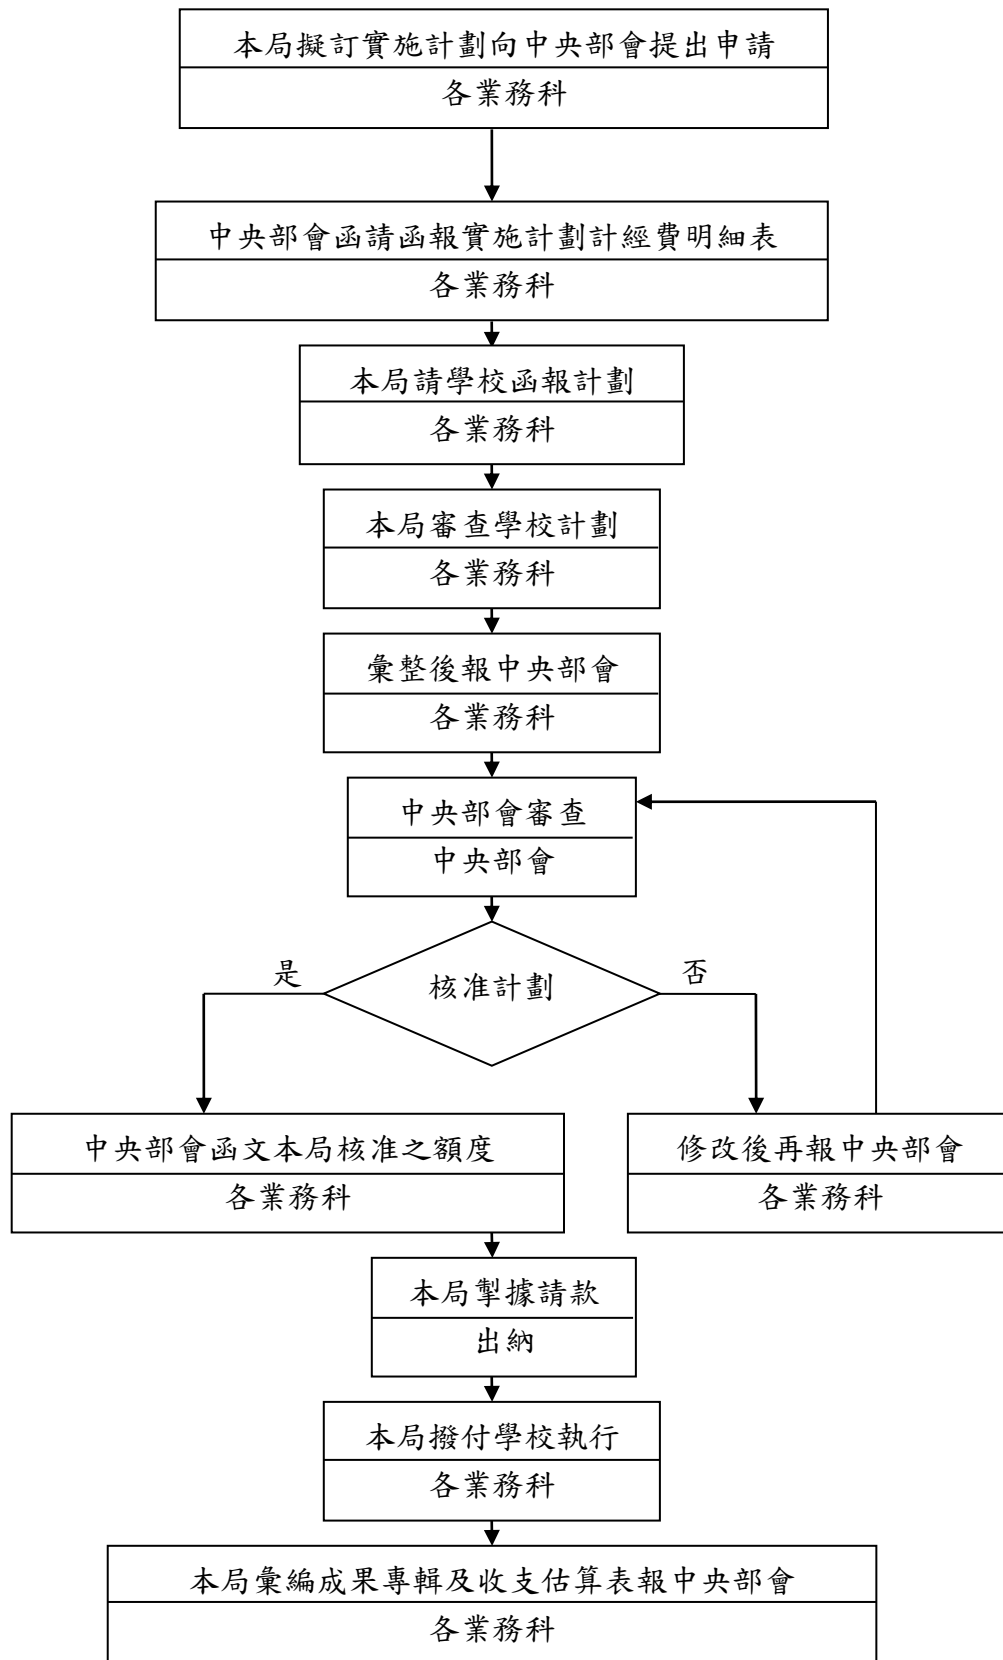 本局擬訂實施計劃向中央部會提出申請
各業務科
中央部會函請函報實施計劃計經費明細表
各業務科
本局請學校函報計劃
各業務科
本局審查學校計劃
各業務科
彙整後報中央部會
各業務科
中央部會審查
中央部會
是
核准計劃
否
中央部會函文本局核准之額度
各業務科
修改後再報中央部會
各業務科
本局掣據請款
出納
本局撥付學校執行
各業務科
本局彙編成果專輯及收支估算表報中央部會
各業務科